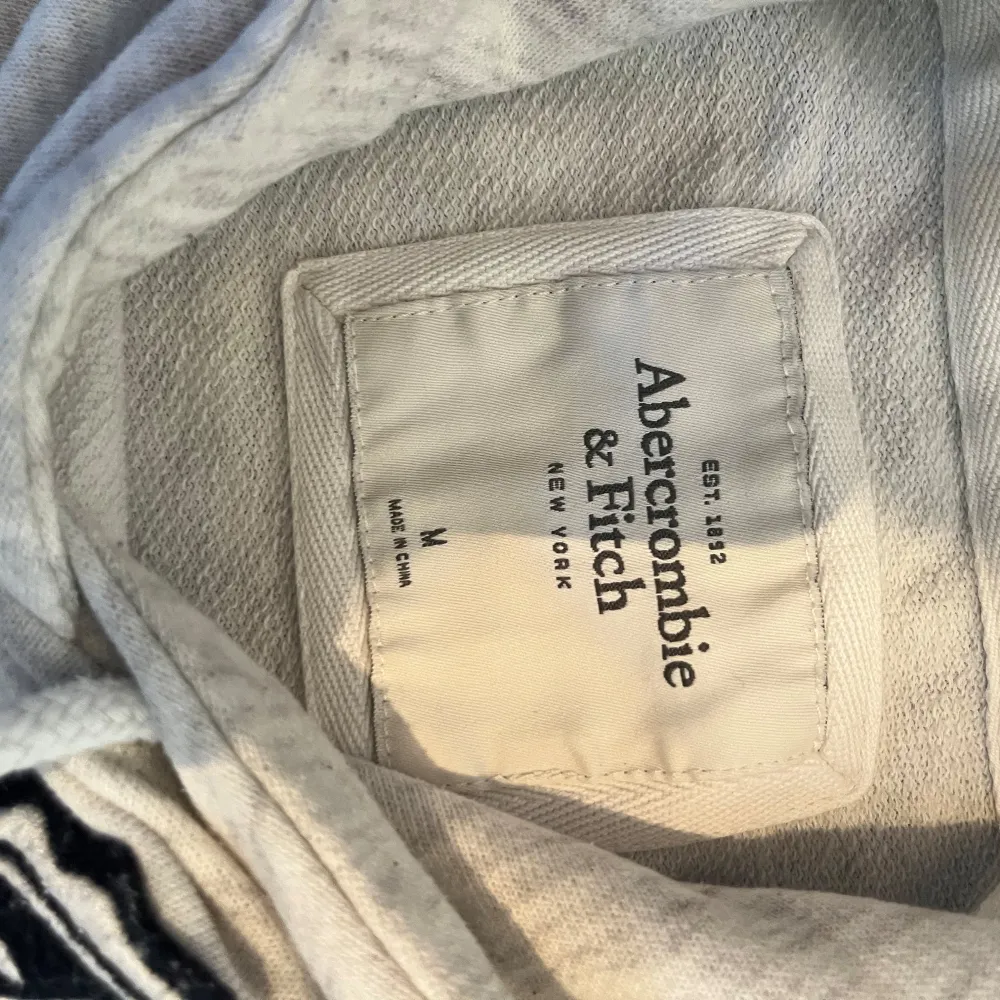 EST. 1892
Abercrombie
& Fitch
NEW YORK
M
MADE IN CHINA